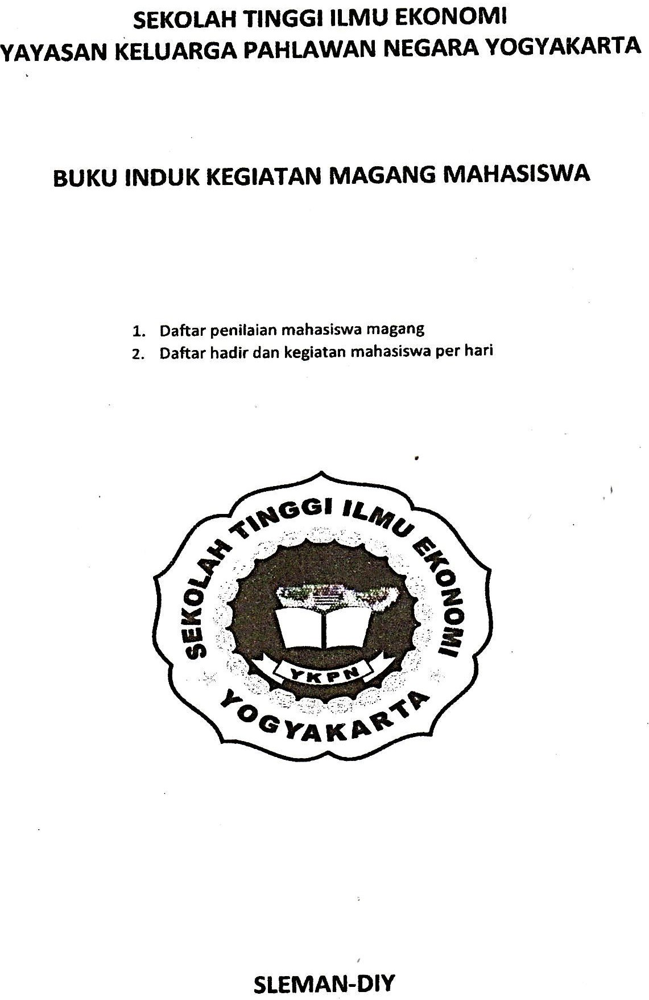 SEKOLAH TINGGI ILMU EKONOMI
YAYASAN KELUARGA PAHLAWAN NEGARA YOGYAKARTA
BUKU INDUK KEGIATAN MAGANG MAHASISWA
1. Daftar penilaian mahasiswa magang
2. Daftar hadir dan kegiatan mahasiswa per hari
SEKOLAH TINGGI ILMU EKONOMI
YKPN
YOGYAKARTA
SLEMAN-DIY